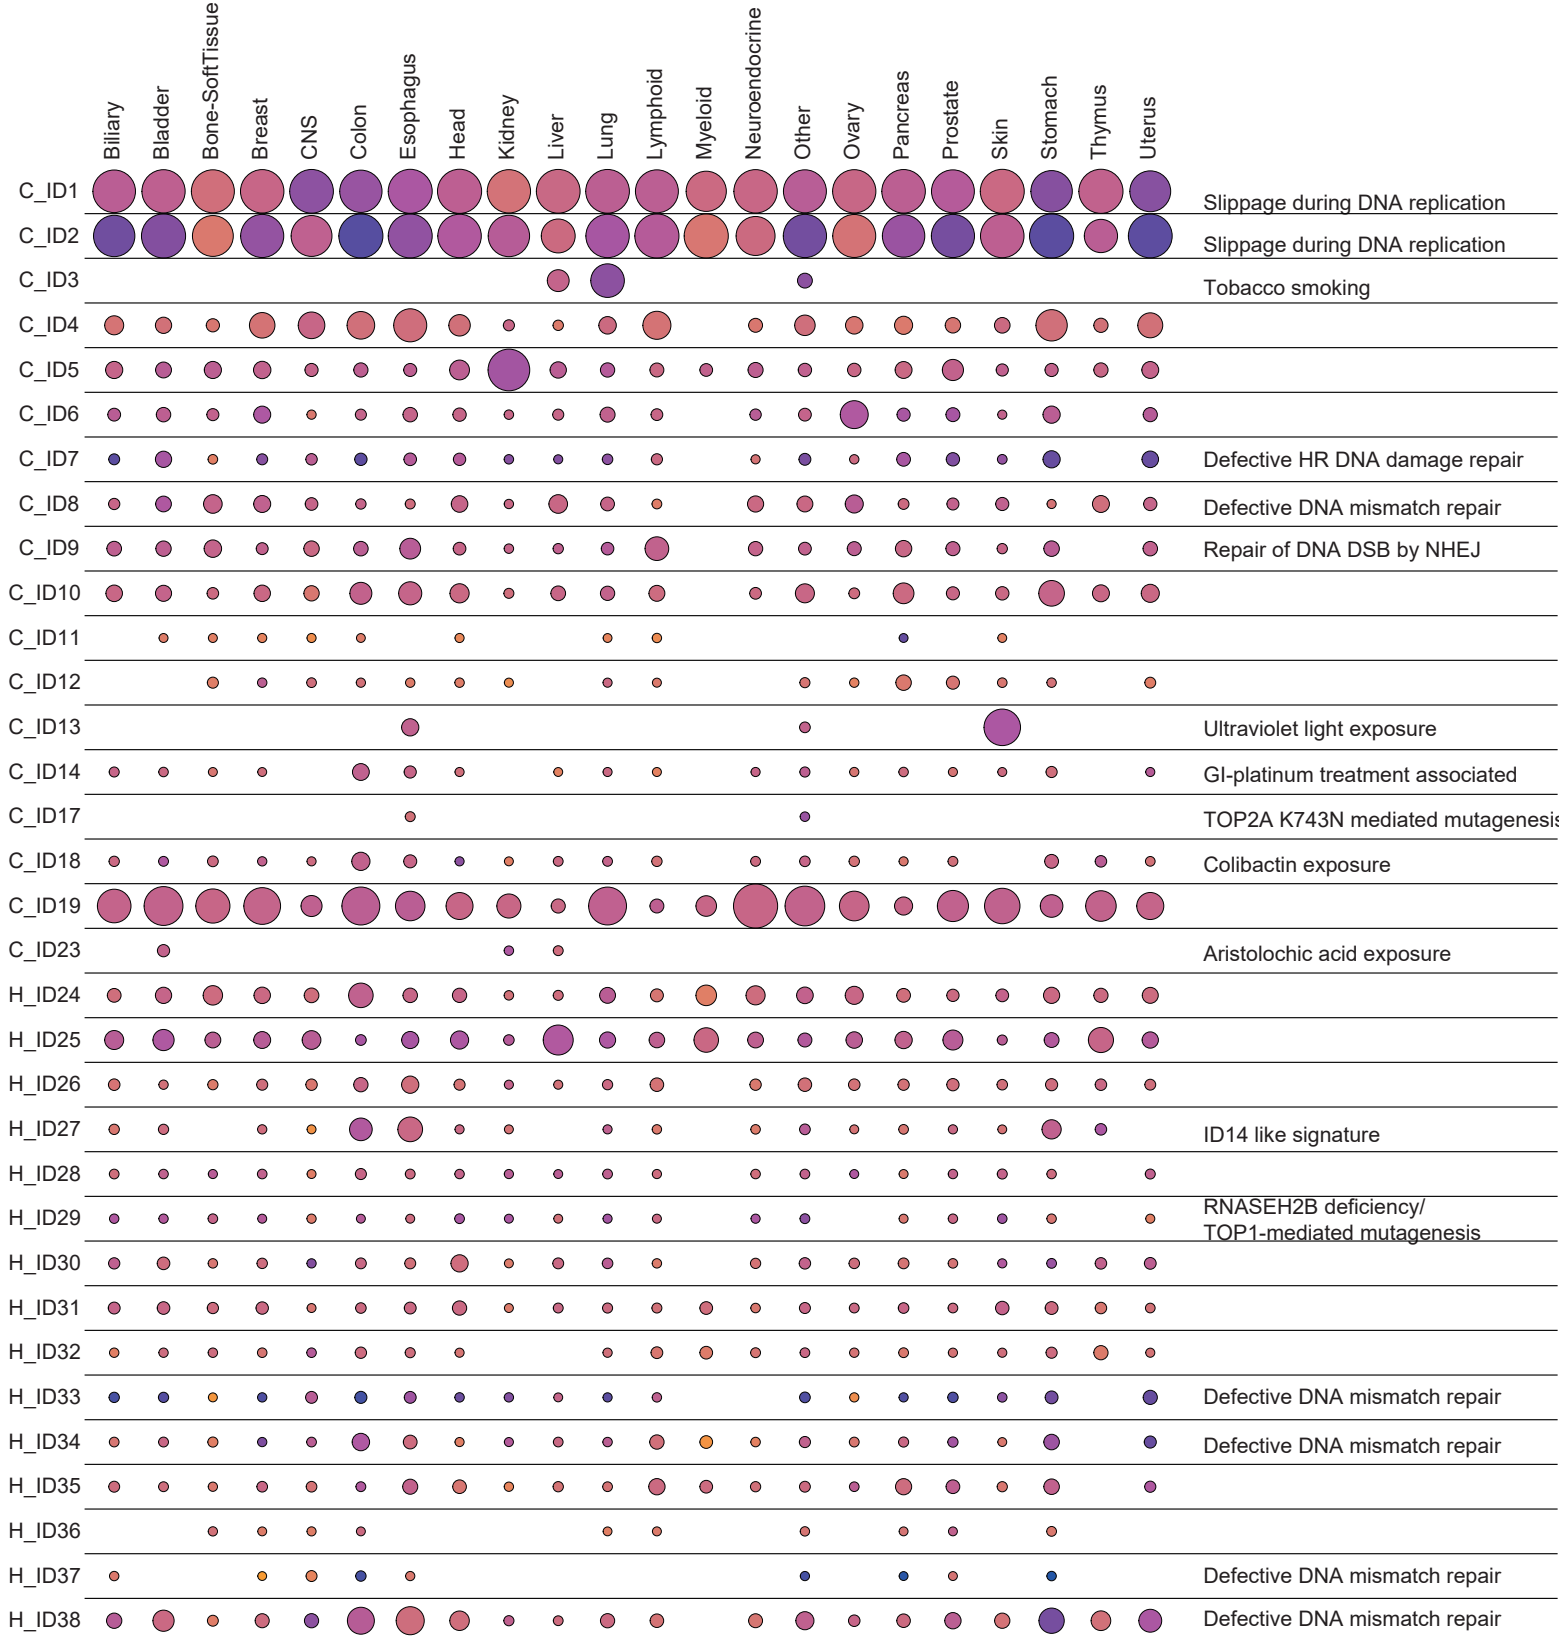 Biliary
Bladder
Bone-SoftTissue
Breast
CNS
Colon
Esophagus
Head
Kidney
Liver
Lung
Lymphoid
Myeloid
Neuroendocrine
Other
Ovary
Pancreas
Prostate
Skin
Stomach
Thymus
Uterus
C_ID1 Slippage during DNA replication
C_ID2 Slippage during DNA replication
C_ID3 Tobacco smoking
C_ID4
C_ID5
C_ID6
C_ID7 Defective HR DNA damage repair
C_ID8 Defective DNA mismatch repair
C_ID9 Repair of DNA DSB by NHEJ
C_ID10
C_ID11
C_ID12
C_ID13 Ultraviolet light exposure
C_ID14 GI-platinum treatment associated
C_ID17 TOP2A K743N mediated mutagenesis
C_ID18 Colibactin exposure
C_ID19
C_ID23 Aristolochic acid exposure
H_ID24
H_ID25
H_ID26
H_ID27 ID14 like signature
H_ID28
H_ID29 RNASEH2B deficiency/
TOP1-mediated mutagenesis
H_ID30
H_ID31
H_ID32
H_ID33 Defective DNA mismatch repair
H_ID34 Defective DNA mismatch repair
H_ID35
H_ID36
H_ID37 Defective DNA mismatch repair
H_ID38 Defective DNA mismatch repair